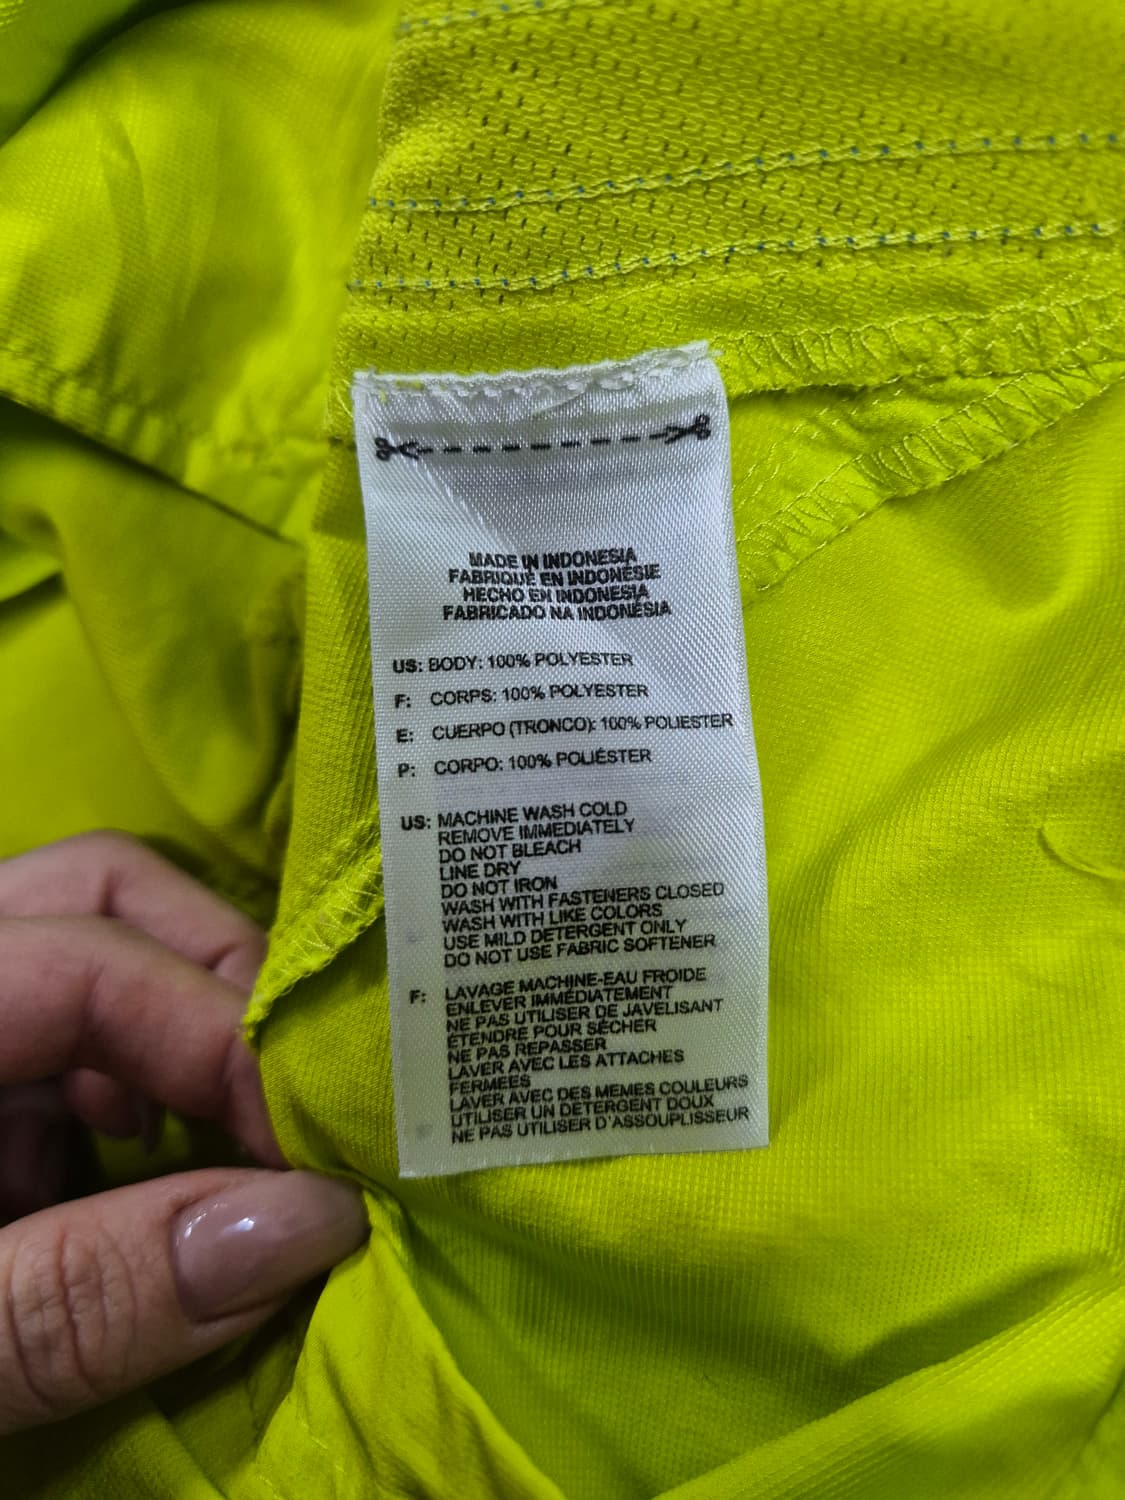 MADE IN INDONESIA
FABRIQUÉ EN INDONÉSIE
HECHO EN INDONESIA
FABRICADO NA INDONÉSIA
US: BODY: 100% POLYESTER
F: CORPS: 100% POLYESTER
E: CUERPO (TRONCO): 100% POLIESTER
P: CORPO: 100% POLIÉSTER
US: MACHINE WASH COLD
REMOVE IMMEDIATELY
DO NOT BLEACH
LINE DRY
DO NOT IRON
WASH WITH FASTENERS CLOSED
WASH WITH LIKE COLORS
USE MILD DETERGENT ONLY
DO NOT USE FABRIC SOFTENER
F: LAVAGE MACHINE-EAU FROIDE
ENLEVER IMMÉDIATEMENT
NE PAS UTILISER DE JAVELISANT
ÉTENDRE POUR SÉCHER
NE PAS REPASSER
LAVER AVEC LES ATTACHES
FERMEES
LAVER AVEC DES MEMES COULEURS
UTILISER UN DETERGENT DOUX
NE PAS UTILISER D'ASSOUPLISSEUR